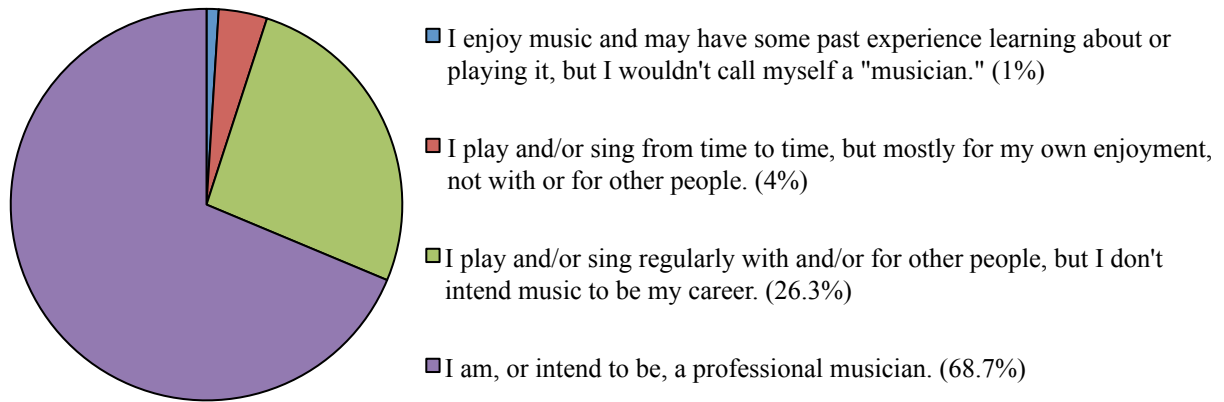 I enjoy music and may have some past experience learning about or
playing it, but I wouldn't call myself a "musician." (1%)
I play and/or sing from time to time, but mostly for my own enjoyment,
not with or for other people. (4%)
I play and/or sing regularly with and/or for other people, but I don't
intend music to be my career. (26.3%)
I am, or intend to be, a professional musician. (68.7%)